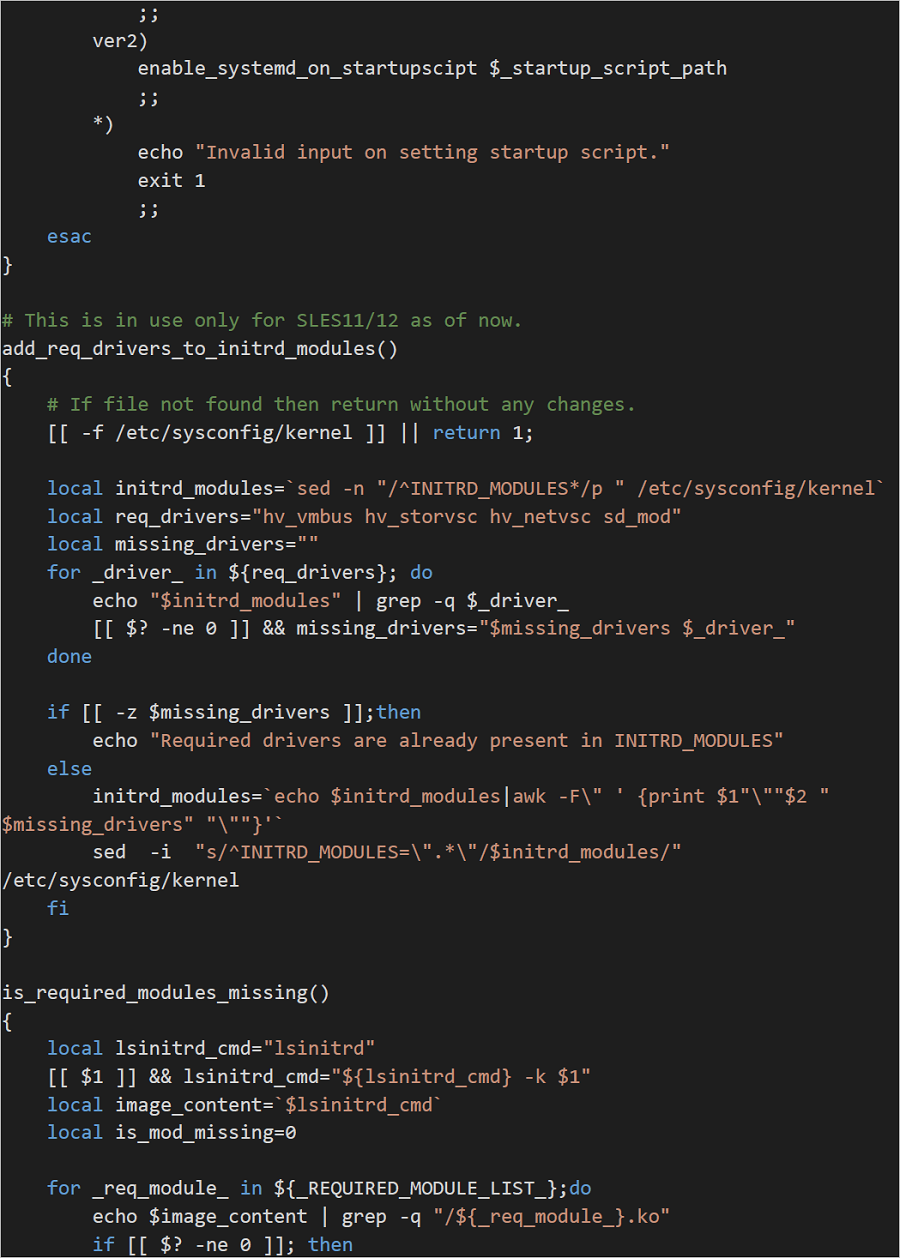 ;;
        ver2)
            enable_systemd_on_startupscipt $_startup_script_path
            ;;
        *)
            echo "Invalid input on setting startup script."
            exit 1
            ;;
    esac
}

# This is in use only for SLES11/12 as of now.
add_req_drivers_to_initrd_modules()
{
    # If file not found then return without any changes.
    [[ -f /etc/sysconfig/kernel ]] || return 1;

    local initrd_modules=`sed -n "/^INITRD_MODULES*/p " /etc/sysconfig/kernel`
    local req_drivers="hv_vmbus hv_storvsc hv_netvsc sd_mod"
    local missing_drivers=""
    for _driver_ in ${req_drivers}; do
        echo "$initrd_modules" | grep -q $_driver_
        [[ $? -ne 0 ]] && missing_drivers="$missing_drivers $_driver_"
    done

    if [[ -z $missing_drivers ]];then
        echo "Required drivers are already present in INITRD_MODULES"
    else
        initrd_modules=`echo $initrd_modules|awk -F\" ' {print $1"\""$2 "
$missing_drivers" "\""}'`
        sed  -i  "s/^INITRD_MODULES=\".*\"/$initrd_modules/"
/etc/sysconfig/kernel
    fi
}

is_required_modules_missing()
{
    local lsinitrd_cmd="lsinitrd"
    [[ $1 ]] && lsinitrd_cmd="${lsinitrd_cmd} -k $1"
    local image_content=`$lsinitrd_cmd`
    local is_mod_missing=0

    for _req_module_ in ${_REQUIRED_MODULE_LIST_};do
        echo $image_content | grep -q "/${_req_module_}.ko"
        if [[ $? -ne 0 ]]; then